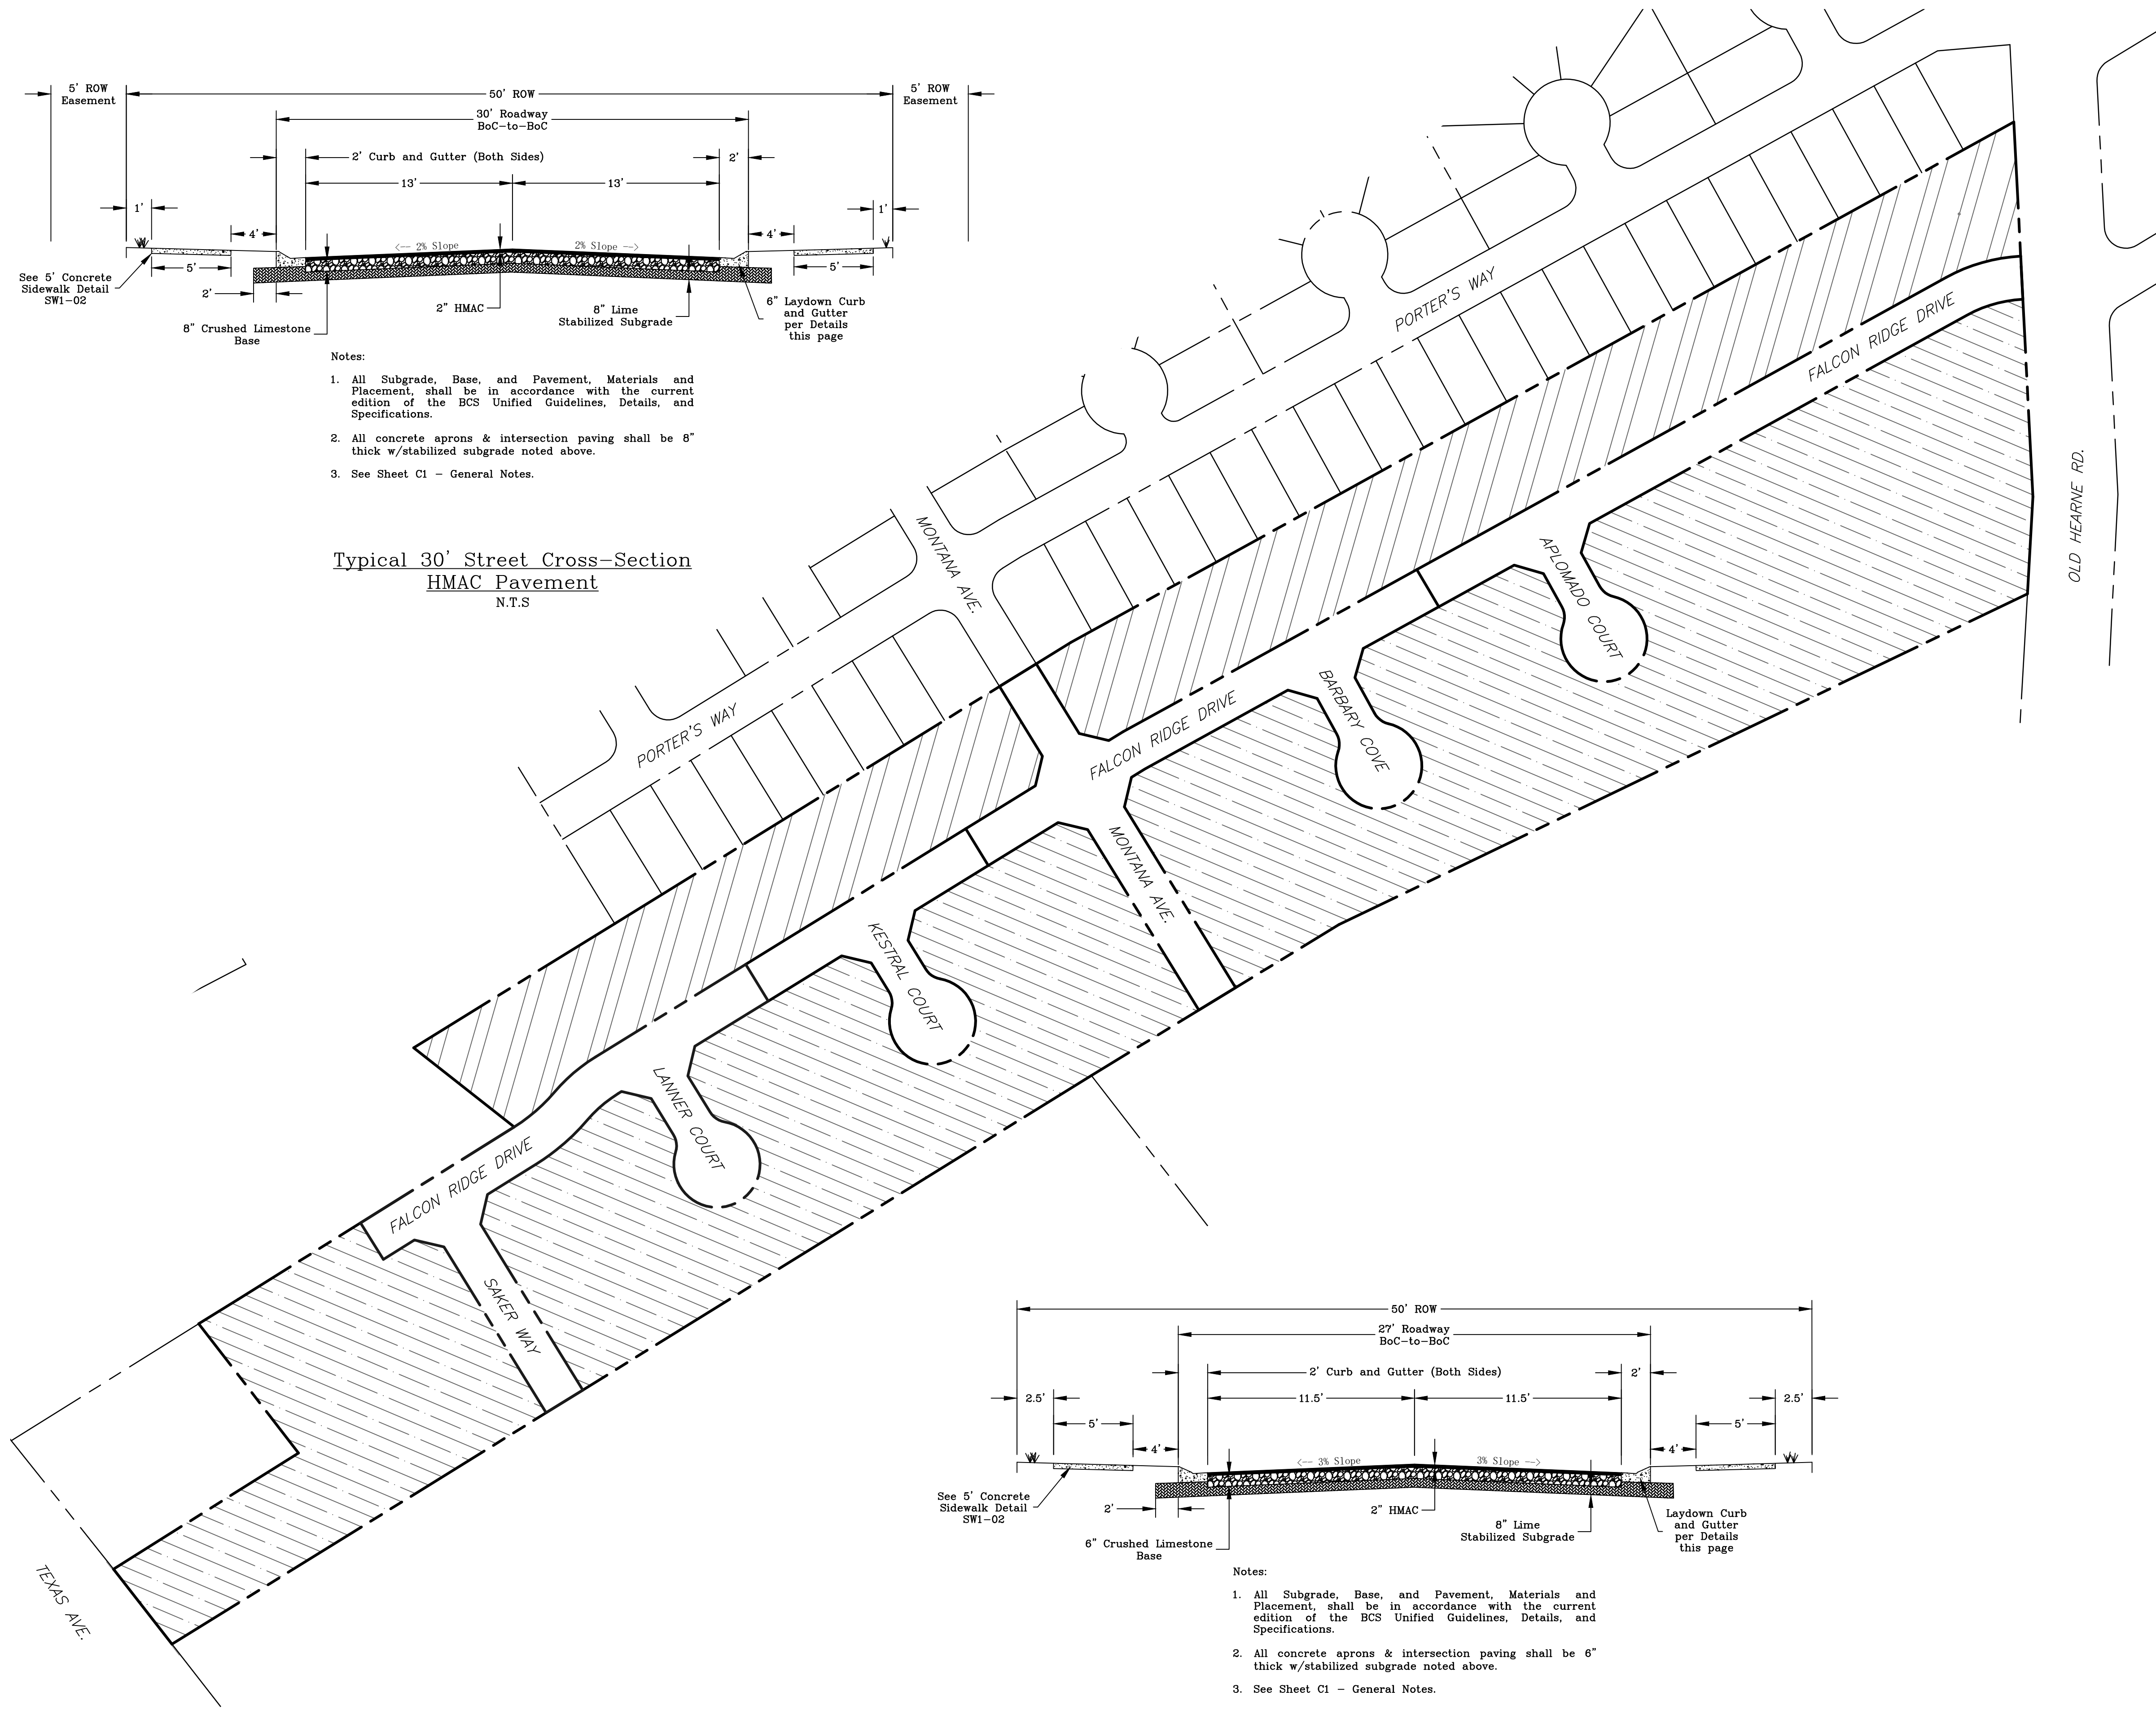 5' ROW
Easement
50' ROW
5' ROW
Easement
30' Roadway
BoC-to-BoC
2' Curb and Gutter (Both Sides)
2'
13'
13'
1'
1'
4'
4'
<-- 2% Slope
2% Slope -->
5'
5'
See 5' Concrete
Sidewalk Detail
SW1-02
2'
2" HMAC
8" Crushed Limestone
Base
8" Lime
Stabilized Subgrade
6" Laydown Curb
and Gutter
per Details
this page
Notes:
1. All Subgrade, Base, and Pavement, Materials and
Placement, shall be in accordance with the current
edition of the BCS Unified Guidelines, Details, and
Specifications.
2. All concrete aprons & intersection paving shall be 8"
thick w/stabilized subgrade noted above.
3. See Sheet C1 - General Notes.
Typical 30' Street Cross-Section
HMAC Pavement
N.T.S
PORTER'S WAY
FALCON RIDGE DRIVE
OLD HEARNE RD.
MONTANA AVE.
APLOMADO COURT
BARBARY COVE
PORTER'S WAY
FALCON RIDGE DRIVE
MONTANA AVE.
KESTRAL COURT
LANNER COURT
FALCON RIDGE DRIVE
SAKER WAY
TEXAS AVE.
50' ROW
27' Roadway
BoC-to-BoC
2' Curb and Gutter (Both Sides)
2'
2.5'
11.5'
11.5'
2.5'
5'
5'
4'
4'
<-- 3% Slope
3% Slope -->
See 5' Concrete
Sidewalk Detail
SW1-02
2'
2" HMAC
6" Crushed Limestone
Base
8" Lime
Stabilized Subgrade
Laydown Curb
and Gutter
per Details
this page
Notes:
1. All Subgrade, Base, and Pavement, Materials and
Placement, shall be in accordance with the current
edition of the BCS Unified Guidelines, Details, and
Specifications.
2. All concrete aprons & intersection paving shall be 6"
thick w/stabilized subgrade noted above.
3. See Sheet C1 - General Notes.